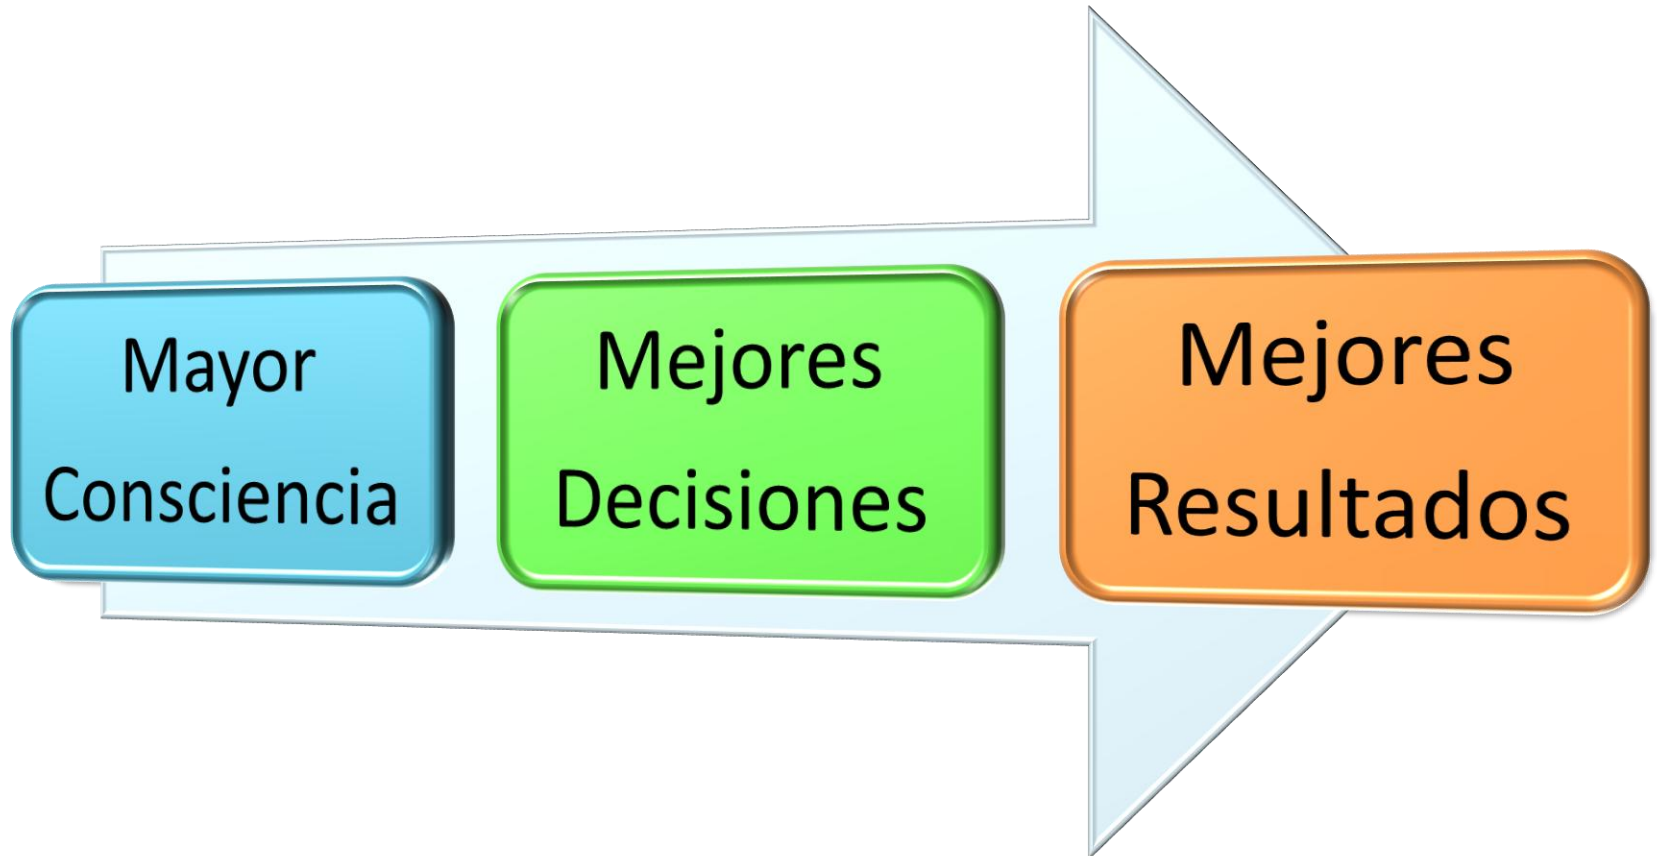 Mayor
Consciencia
Mejores
Decisiones
Mejores
Resultados